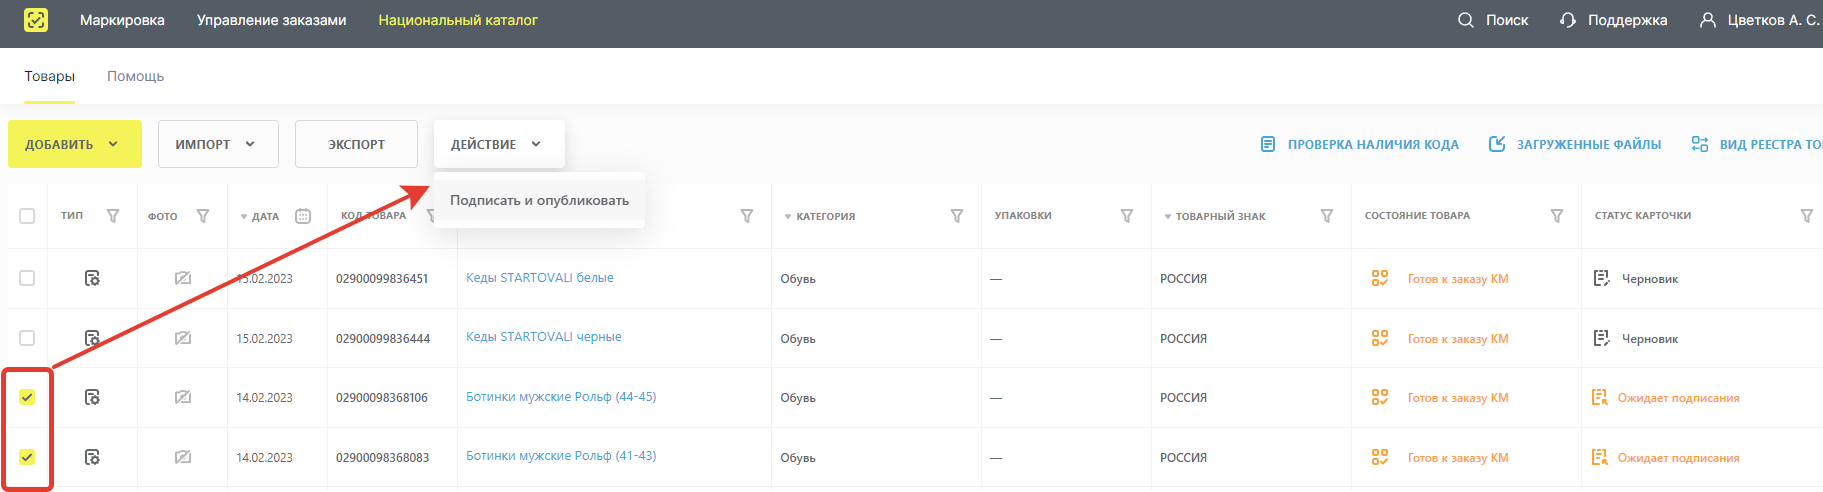 Маркировка Управление заказами Национальный каталог Поиск Поддержка Цветков А. С.
Товары Помощь
ДОБАВИТЬ ИМПОРТ ЭКСПОРТ ДЕЙСТВИЕ ПРОВЕРКА НАЛИЧИЯ КОДА ЗАГРУЖЕННЫЕ ФАЙЛЫ ВИД РЕЕСТРА
Подписать и опубликовать
ТИП ФОТО ДАТА КОД ТОВАРА КАТЕГОРИЯ УПАКОВКИ ТОВАРНЫЙ ЗНАК СОСТОЯНИЕ ТОВАРА СТАТУС КАРТОЧКИ
15.02.2023 02900099836451 Кеды STARTOVALI белые Обувь — РОССИЯ Готов к заказу КМ Черновик
15.02.2023 02900099836444 Кеды STARTOVALI черные Обувь — РОССИЯ Готов к заказу КМ Черновик
14.02.2023 02900098368106 Ботинки мужские Рольф (44-45) Обувь — РОССИЯ Готов к заказу КМ Ожидает подписания
14.02.2023 02900098368083 Ботинки мужские Рольф (41-43) Обувь — РОССИЯ Готов к заказу КМ Ожидает подписания